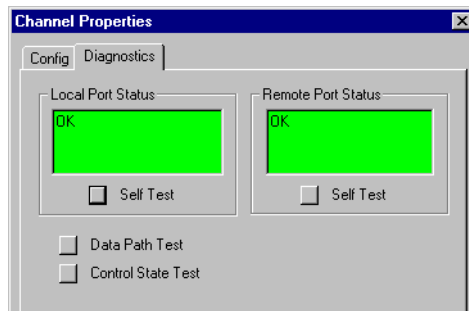 Channel Properties
Config Diagnostics
Local Port Status Remote Port Status
OK OK
Self Test Self Test
Data Path Test
Control State Test